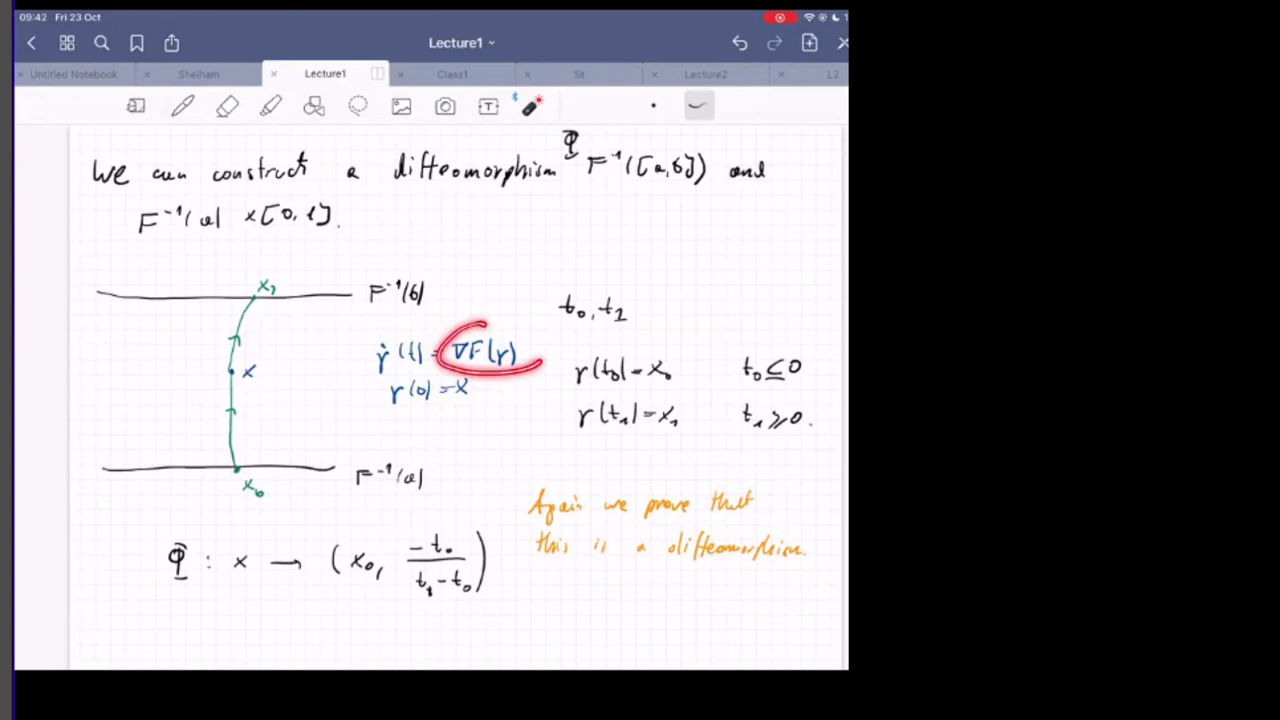 09:42 Fri 23 Oct
Lecture1
Untitled Notebook
Sheiham
Lecture1
Class1
St
Lecture2
L2
We can construct a diffeomorphism Φ F⁻¹([a,b]) and
F⁻¹(a) × [0,1].
x₁
F⁻¹(b)
t₀, t₁
γ̇(t) = ∇F(γ)
x
γ(0) = x
γ(t₀) = x₀ t₀ ≤ 0
γ(t₁) = x₁ t₁ ≥ 0.
F⁻¹(a)
x₀
Again we prove that
this is a diffeomorphism.
Φ : x → (x₀, -t₀/(t₁-t₀))